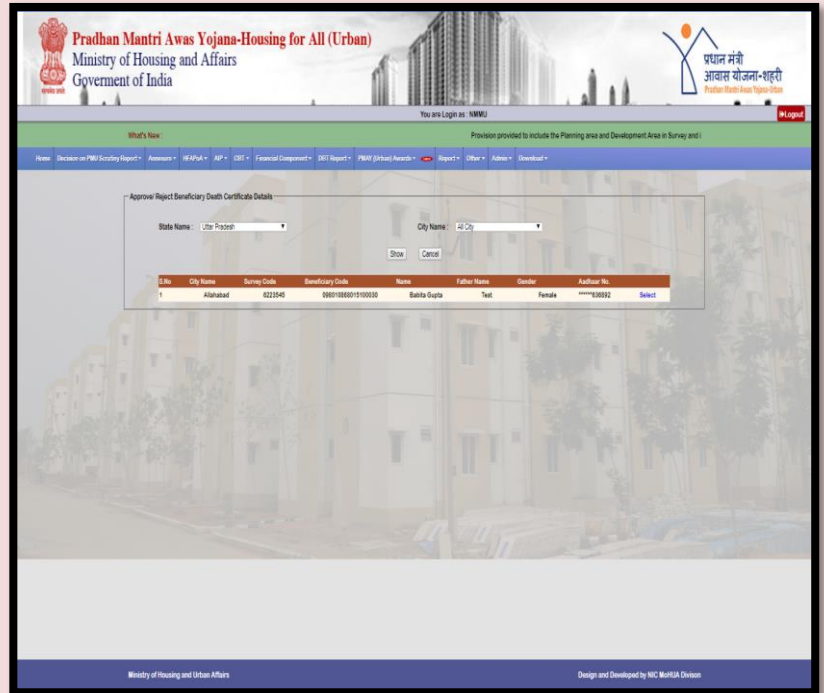 Pradhan Mantri Awas Yojana-Housing for All (Urban)
Ministry of Housing and Affairs
Goverment of India
सत्यमेव जयते
प्रधान मंत्री
आवास योजना-शहरी
Pradhan Mantri Awas Yojana-Urban
You are Login as : NMMU
Logout
What's New :
Provision provided to include the Planning area and Development Area in Survey and i
Home Decision on PMU Scrutiny Report Annexure HFAPoA AIP CBT Financial Component DBT Report PMAY (Urban) Awards Report Other Admin Download
Approve/ Reject Beneficiary Death Certificate Details
State Name : Uttar Pradesh City Name : All City
Show Cancel
S.No City Name Survey Code Beneficiary Code Name Father Name Gender Aadhaar No.
1 Allahabad 6223545 098018868015100030 Babita Gupta Test Female ******636892 Select
Ministry of Housing and Urban Affairs Design and Developed by NIC MoHUA Divison